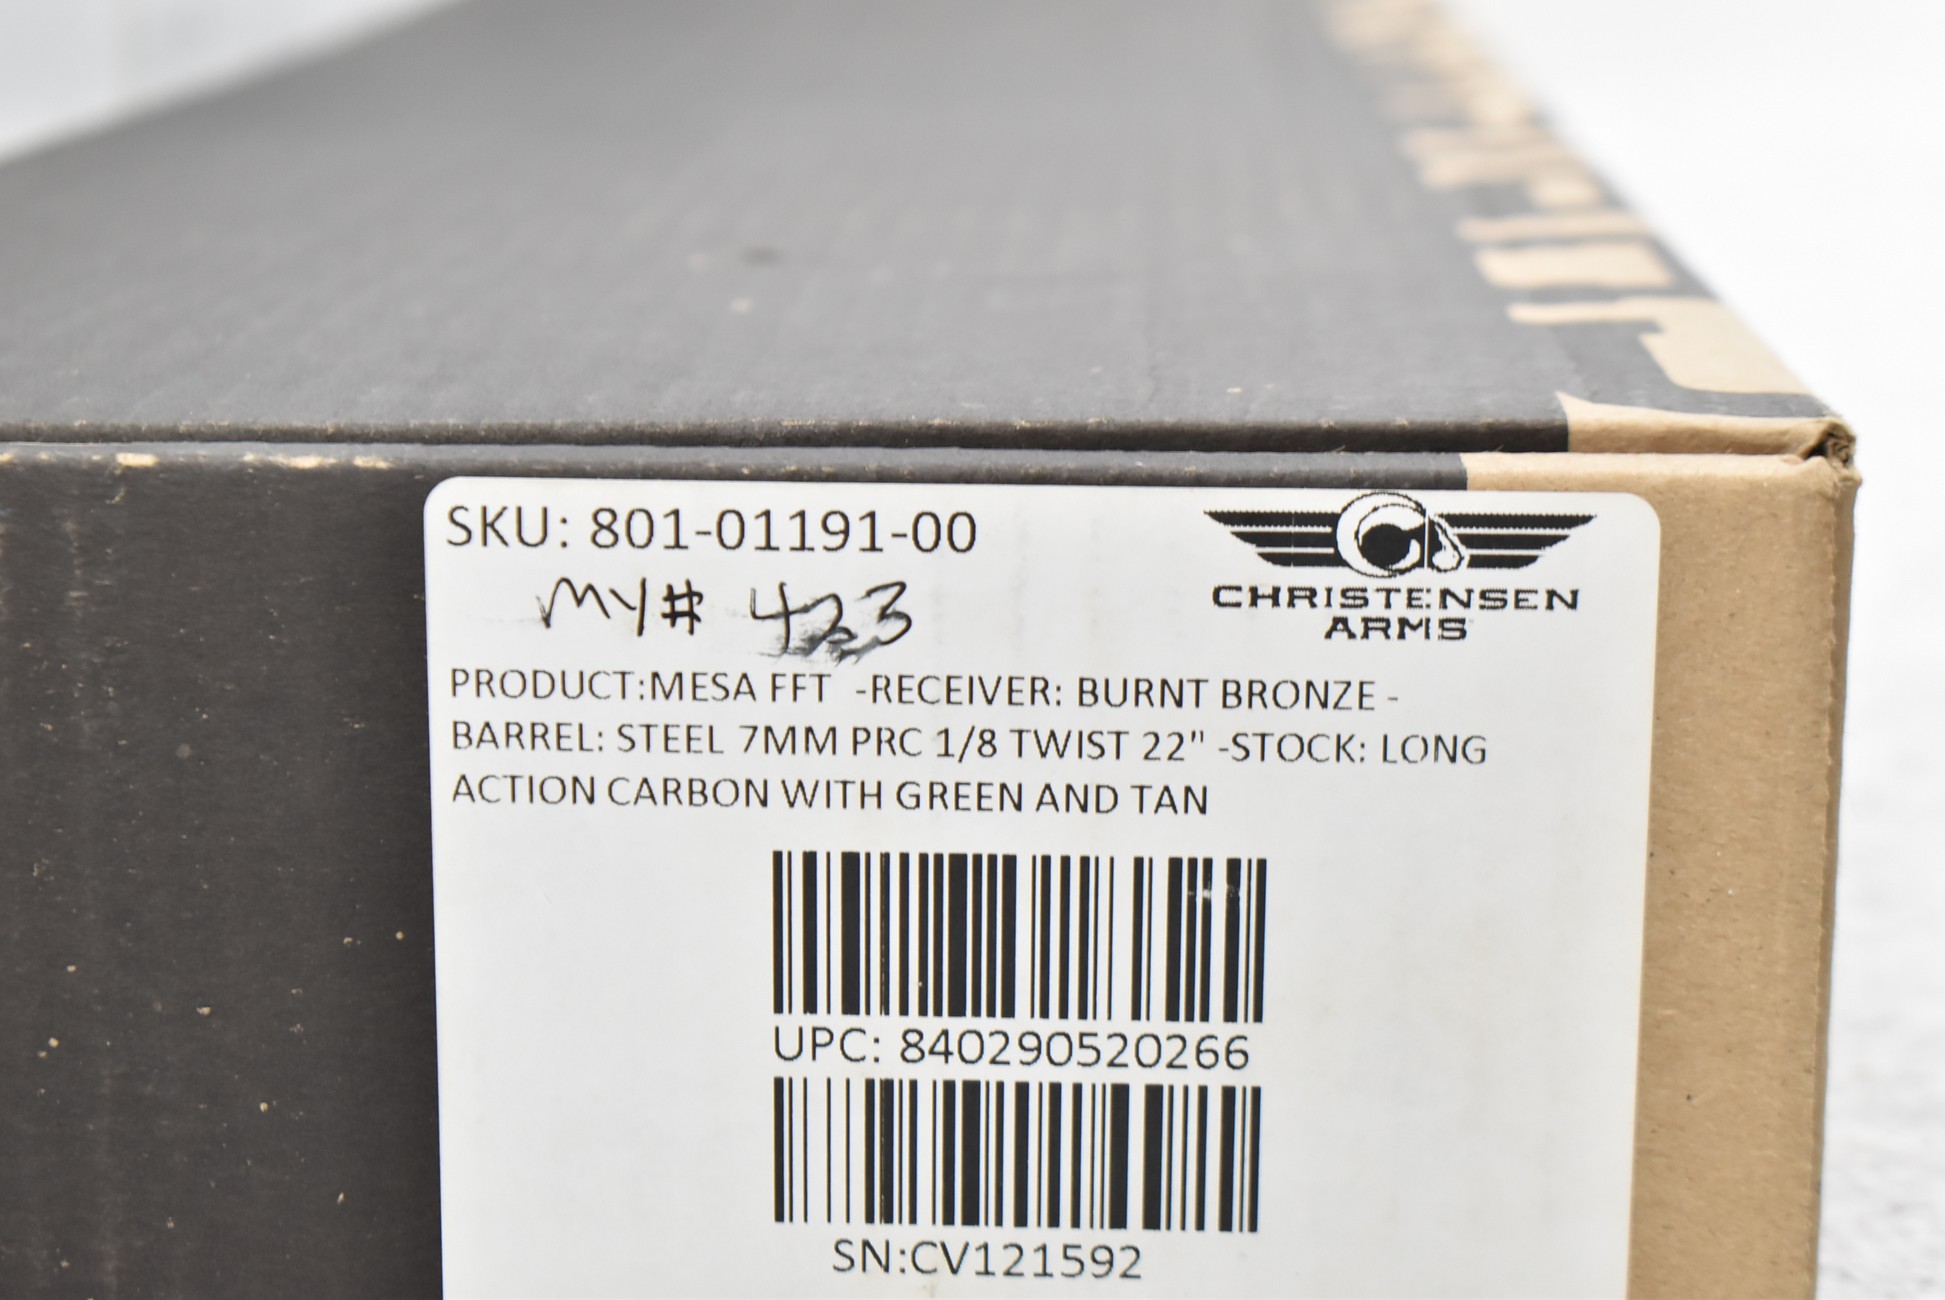 SKU: 801-01191-00
MY# 423
CHRISTENSEN
ARMS
PRODUCT:MESA FFT -RECEIVER: BURNT BRONZE -
BARREL: STEEL 7MM PRC 1/8 TWIST 22" -STOCK: LONG
ACTION CARBON WITH GREEN AND TAN
UPC: 840290520266
SN:CV121592